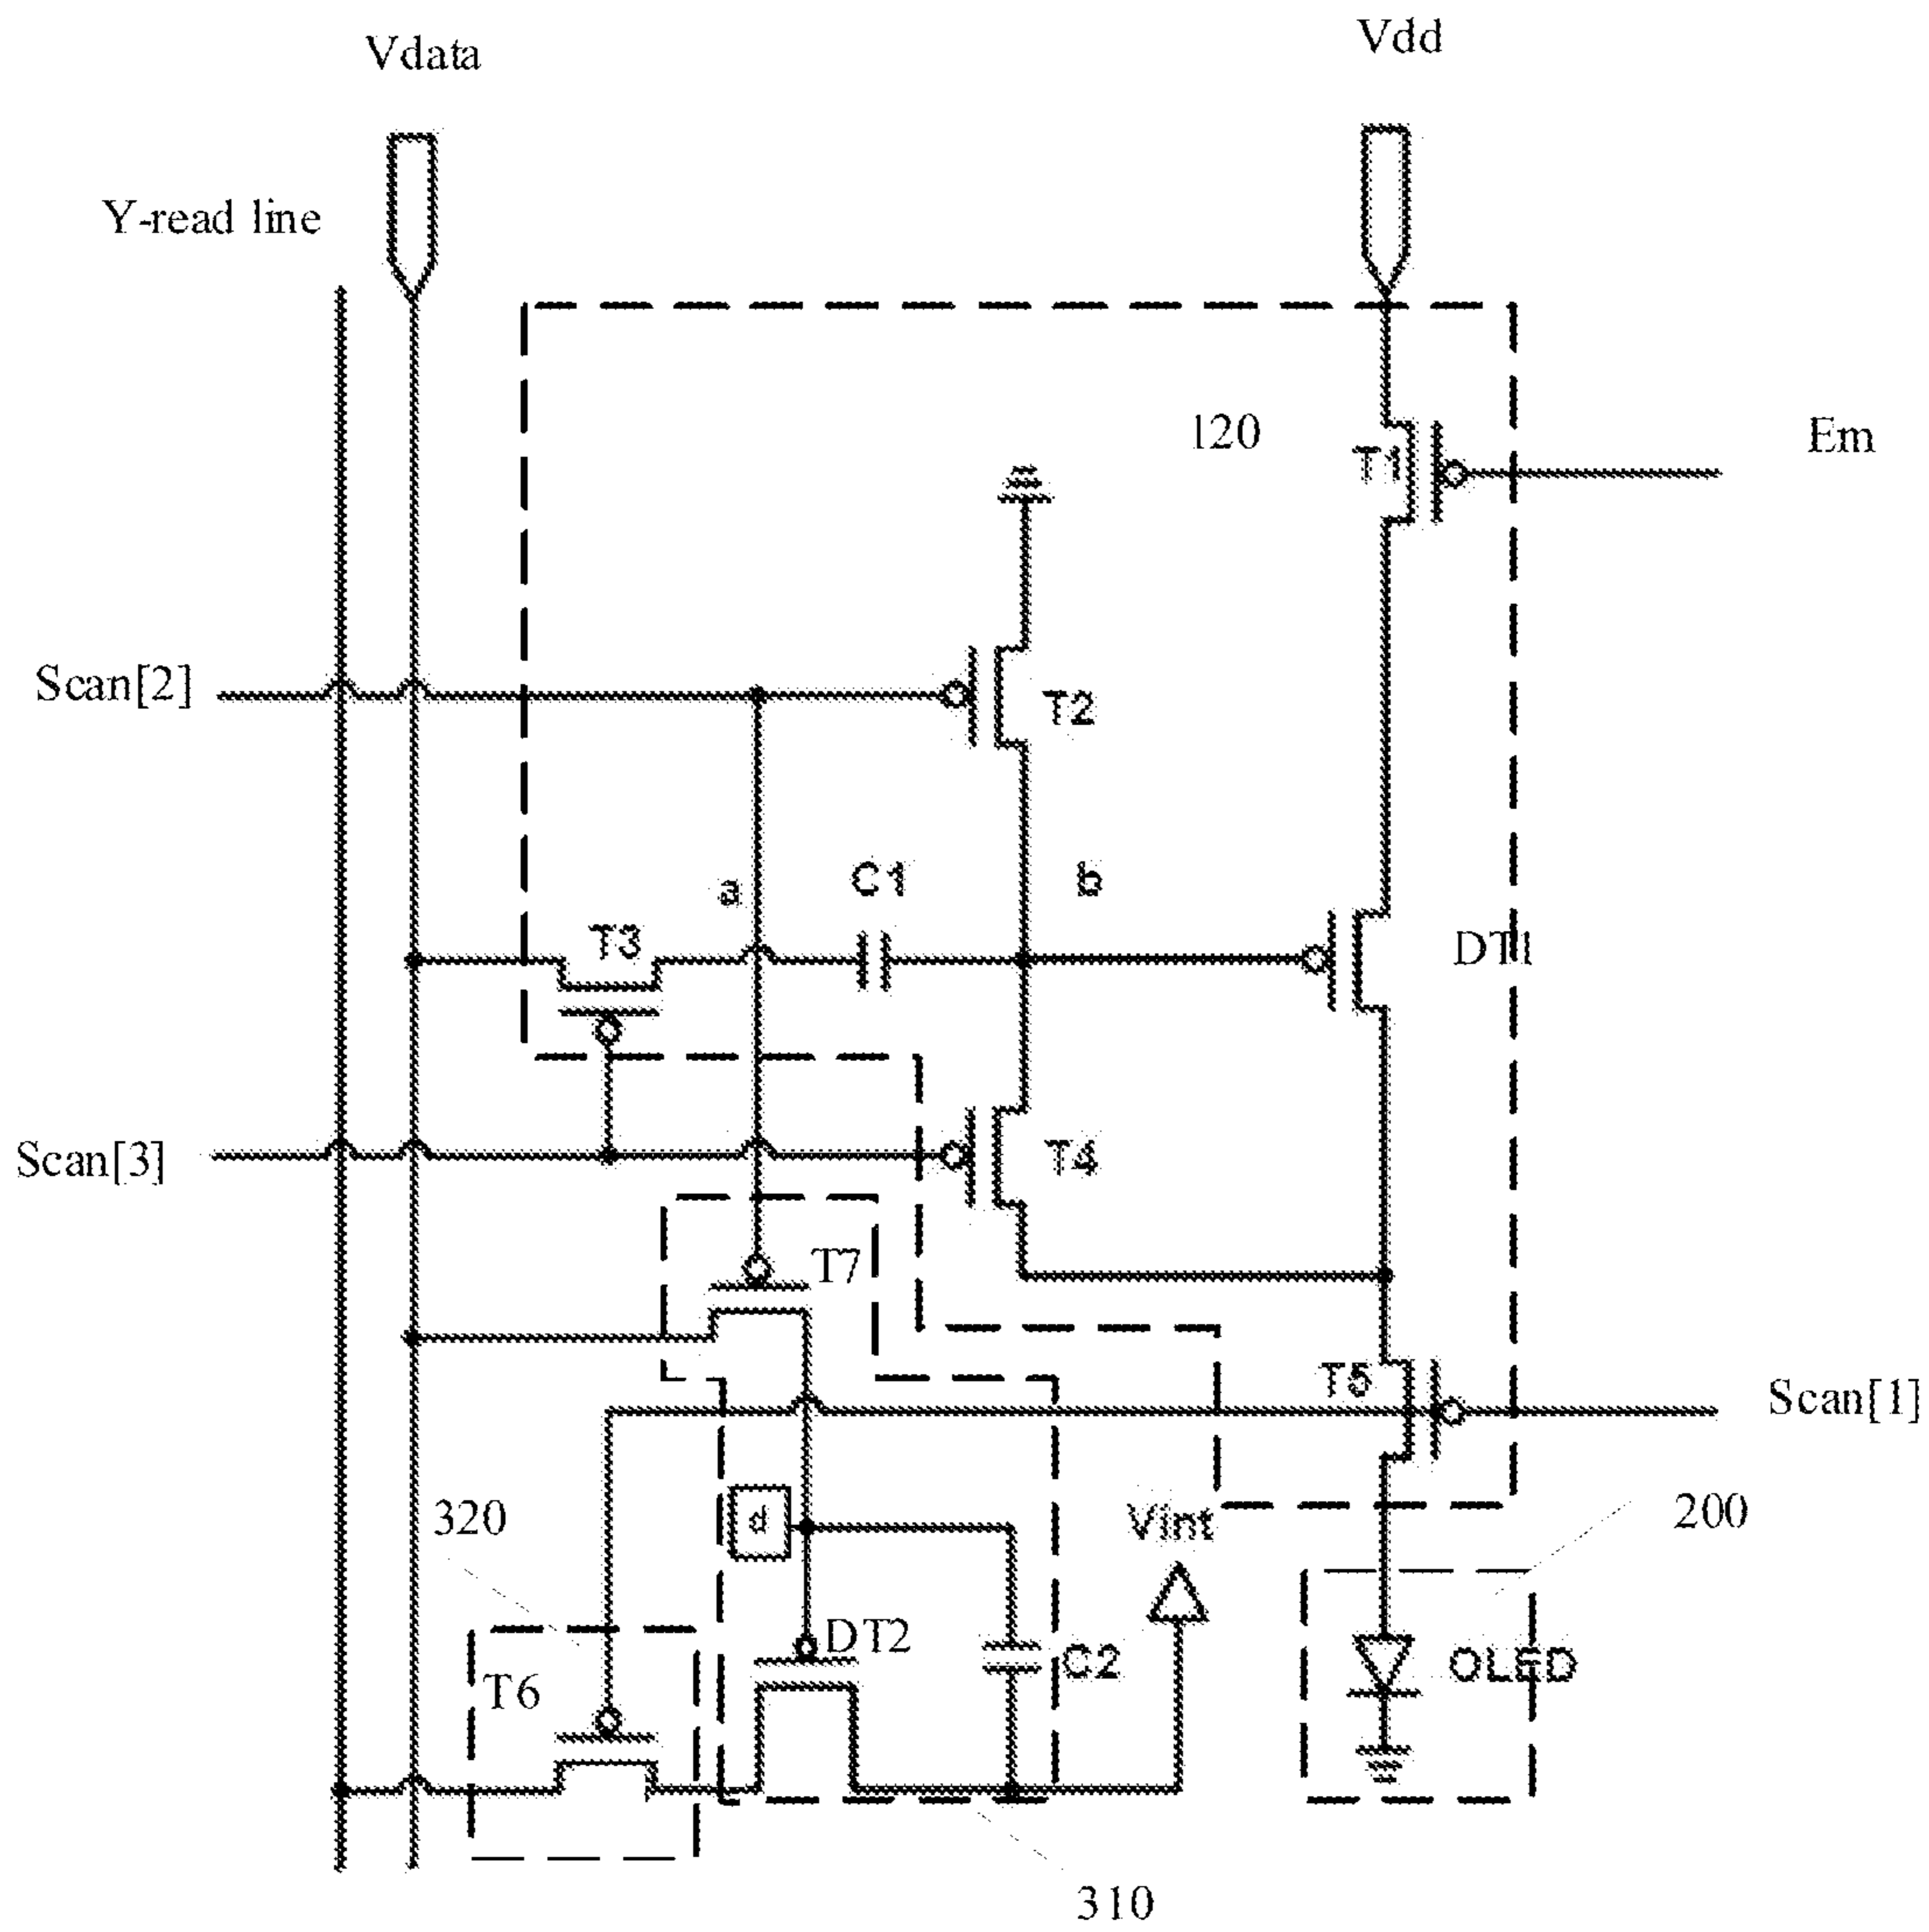 Vdata
Vdd
Y-read line
120
T1
Em
Scan[2]
T2
a
C1
b
T3
DT1
Scan[3]
T4
T7
T5
Scan[1]
320
d
Vint
200
DT2
C2
OLED
T6
310